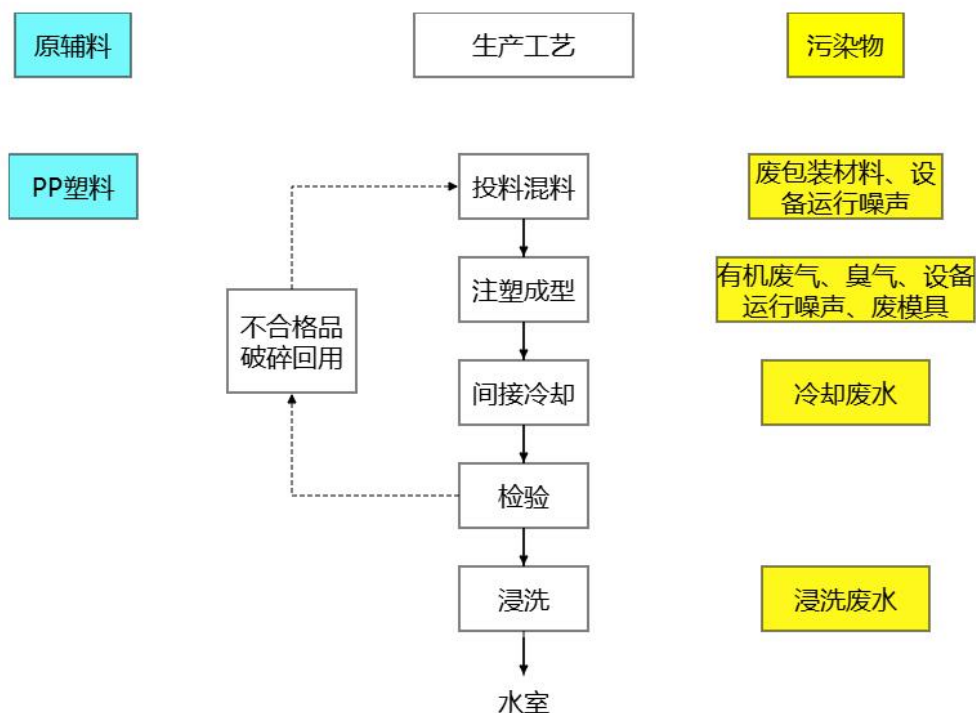 原辅料
生产工艺
污染物
PP塑料
投料混料
废包装材料、设
备运行噪声
注塑成型
有机废气、臭气、设备
运行噪声、废模具
不合格品
破碎回用
间接冷却
冷却废水
检验
浸洗
浸洗废水
水室